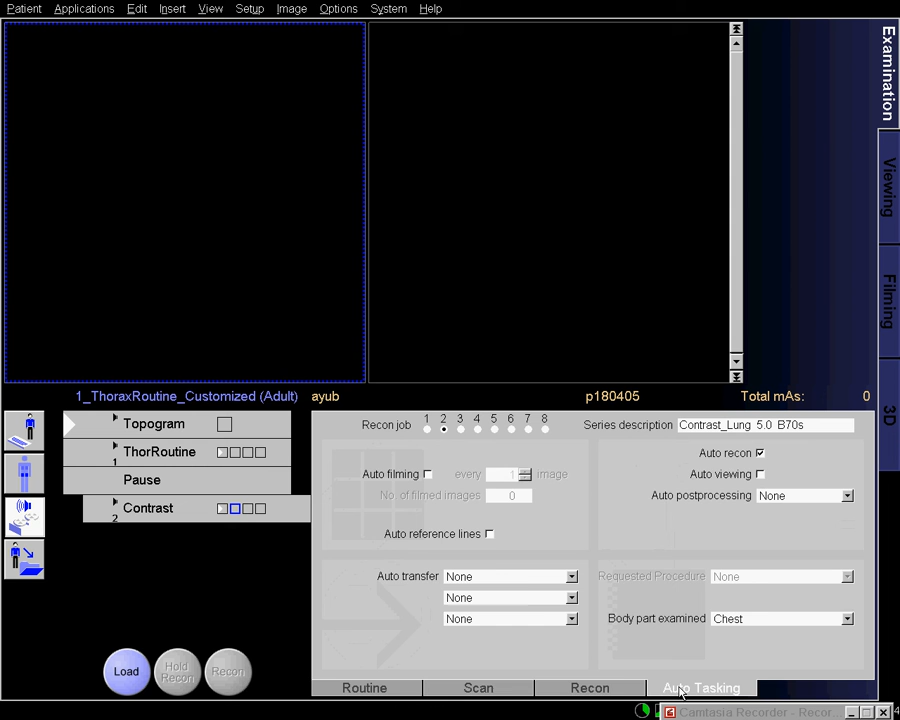 Patient Applications Edit Insert View Setup Image Options System Help
Examination
Viewing
Filming
3D
1_ThoraxRoutine_Customized (Adult) ayub p180405 Total mAs: 0
Topogram
ThorRoutine
1
Pause
Contrast
2
Load
Hold Recon
Recon
Recon job 1 2 3 4 5 6 7 8
Series description Contrast_Lung 5.0 B70s
Auto recon
Auto filming every 1 image
Auto viewing
No. of filmed images 0
Auto postprocessing None
Auto reference lines
Auto transfer None
Requested Procedure None
None
None
Body part examined Chest
Routine Scan Recon Auto Tasking
Camtasia Recorder - Recor...
4